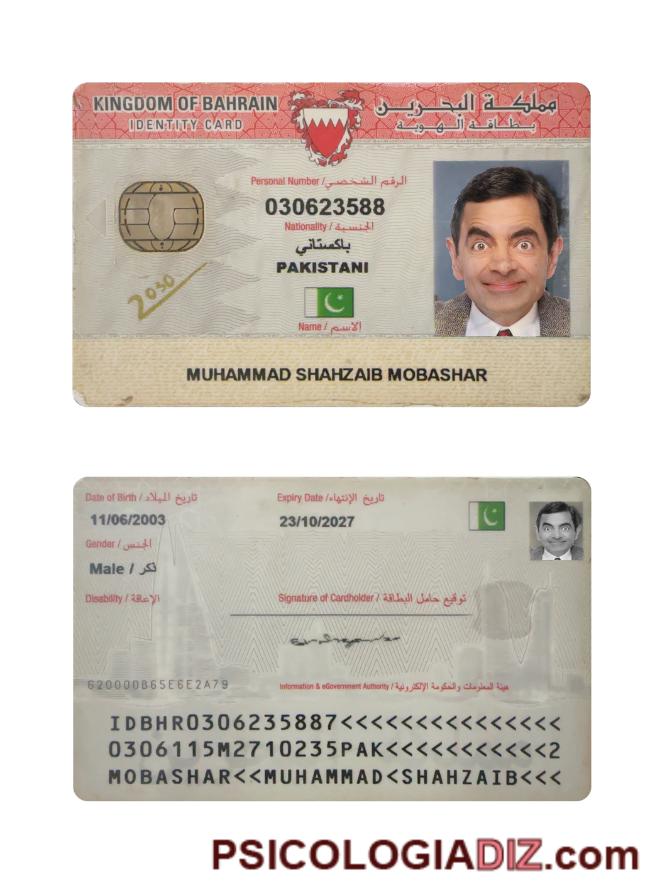 KINGDOM OF BAHRAIN مملكة البحرين
IDENTITY CARD بطاقة الهوية
Personal Number / الرقم الشخصي
030623588
Nationality / الجنسية
باكستاني
PAKISTANI
2030
Name / الاسم
MUHAMMAD SHAHZAIB MOBASHAR
Date of Birth / تاريخ الميلاد Expiry Date / تاريخ الإنتهاء
11/06/2003 23/10/2027
Gender / الجنس
Male / ذكر
Disability / الإعاقة Signature of Cardholder / توقيع حامل البطاقة
620000B65E6E2A79 Information & eGovernment Authority / هيئة المعلومات والحكومة الإلكترونية
IDBHR0306235887<<<<<<<<<<<<<<<
0306115M2710235PAK<<<<<<<<<<<2
MOBASHAR<<MUHAMMAD<SHAHZAIB<<<
PSICOLOGIADIZ.com